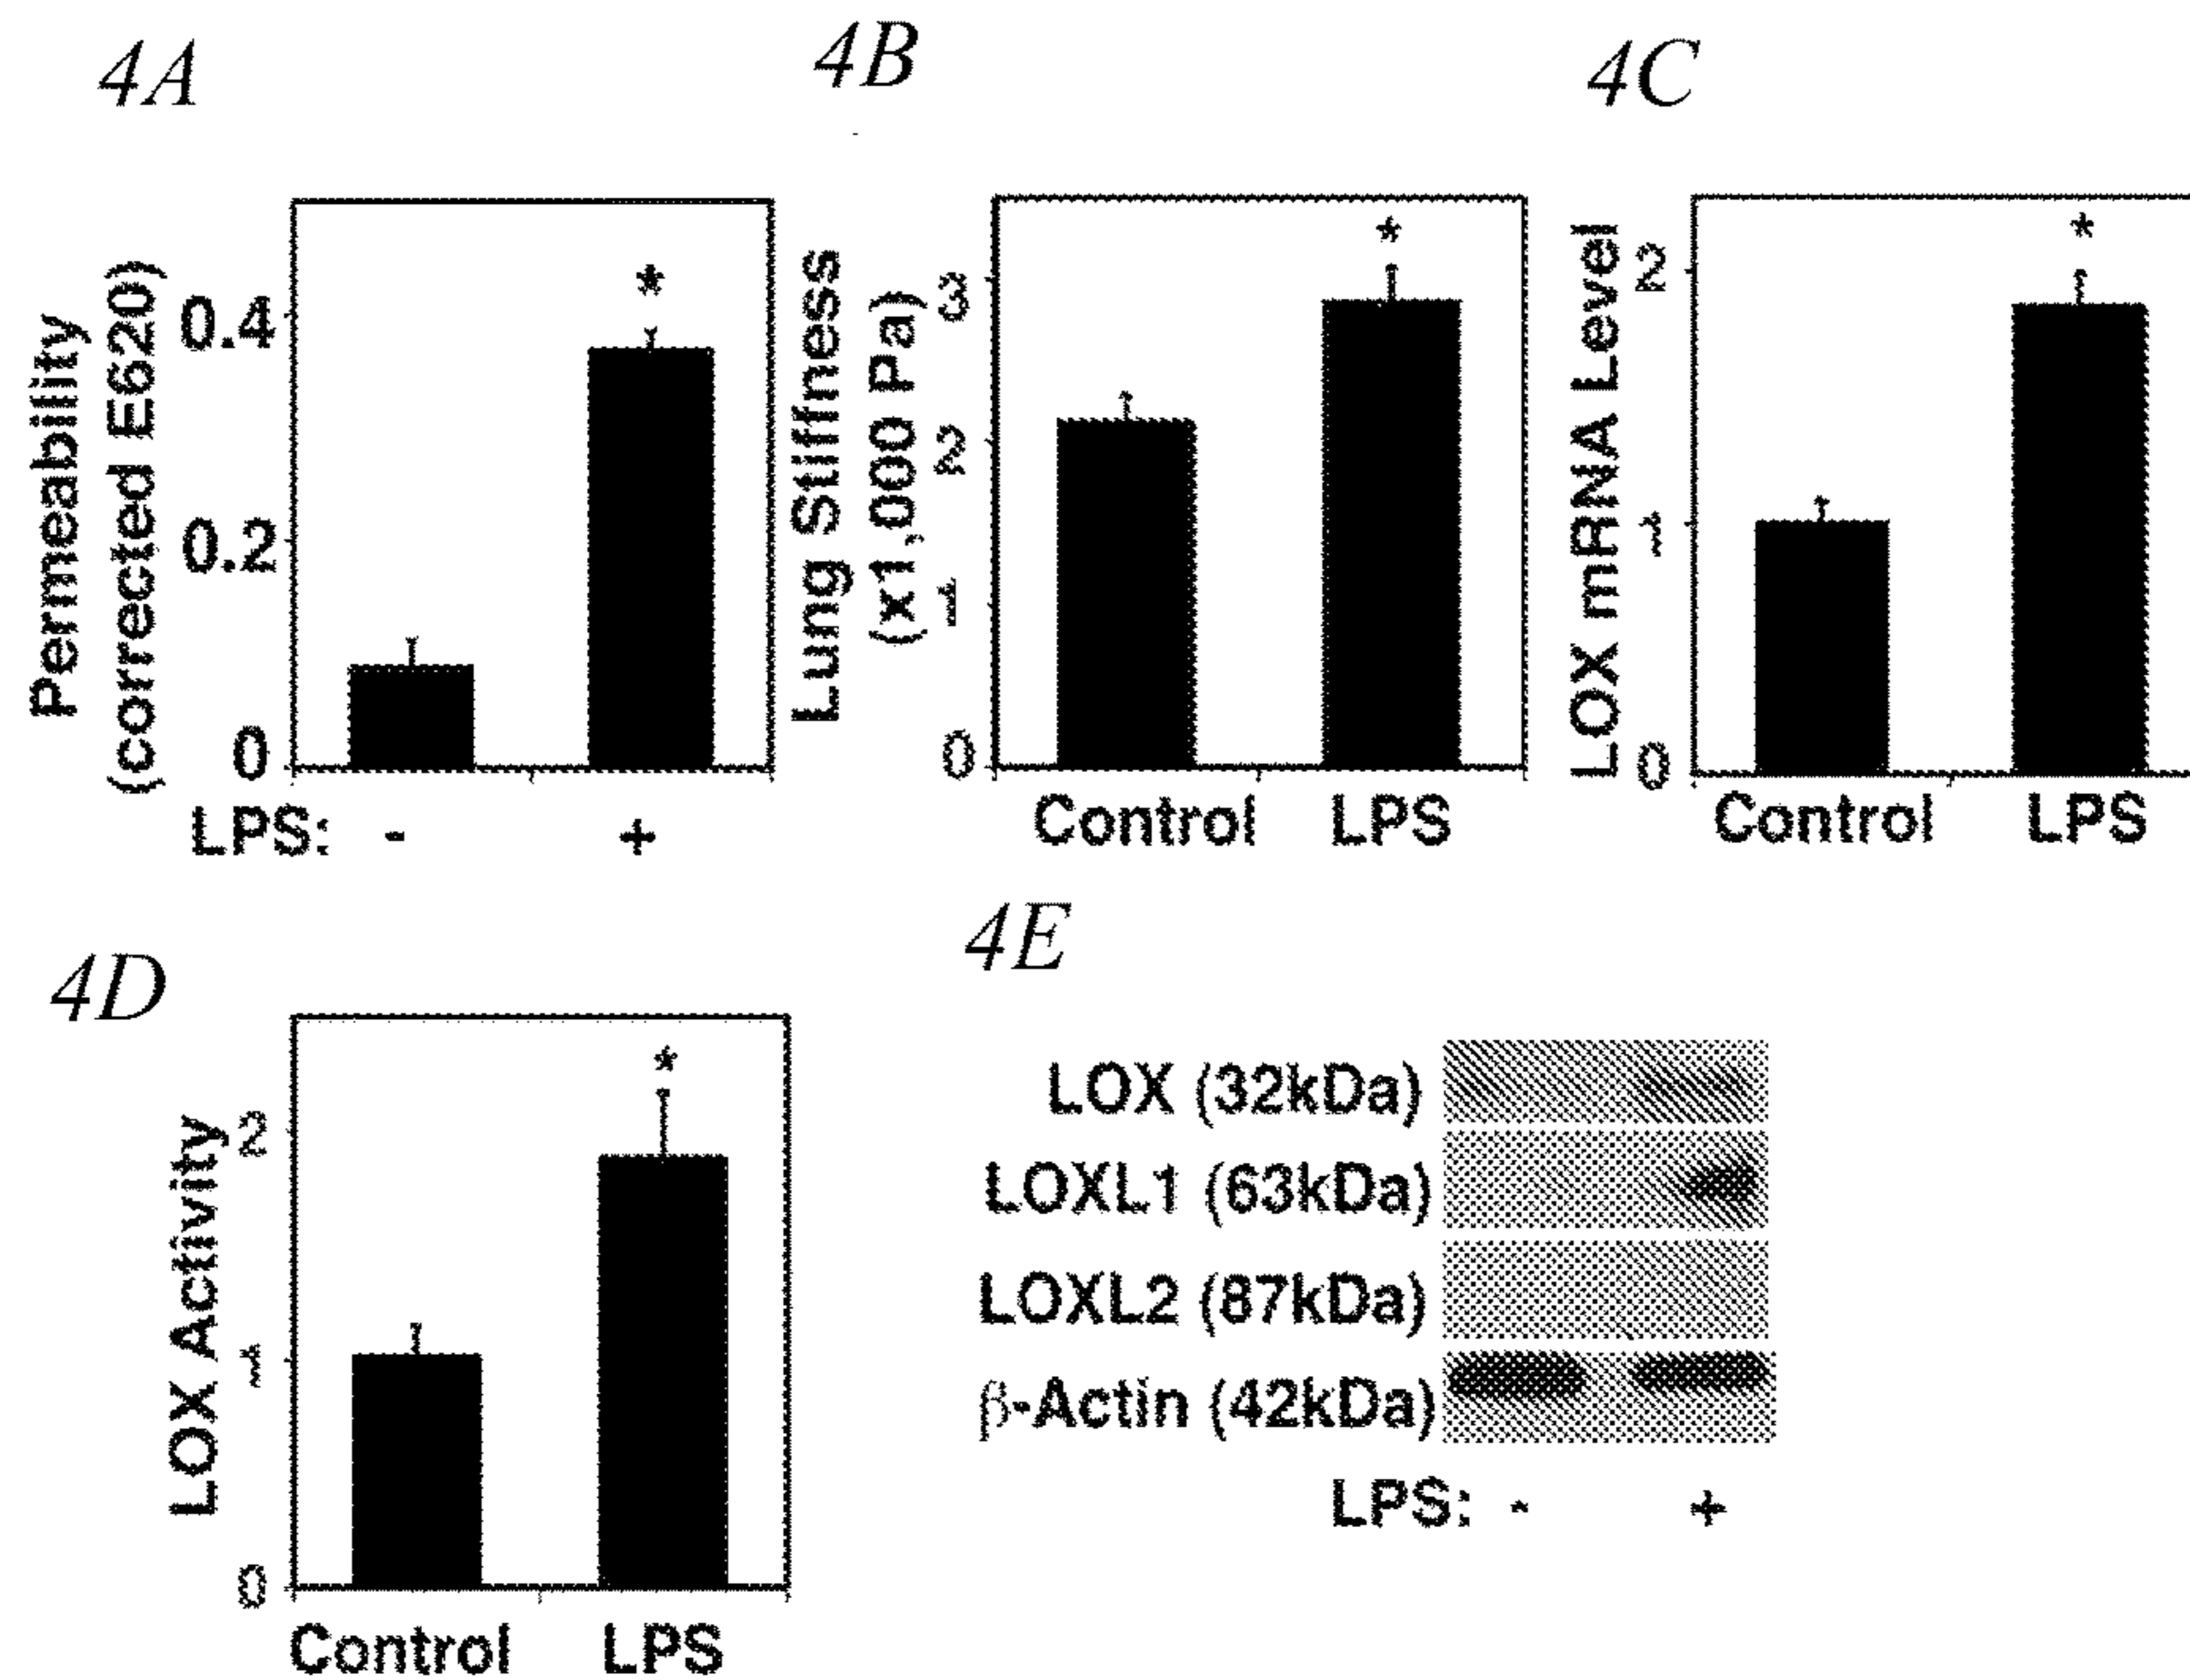 4A
4B
4C
Permeability
(corrected E620)
0.4
0.2
0
*
LPS: - +
Lung Stiffness
(x1,000 Pa)
3
2
1
0
*
Control LPS
LOX mRNA Level
2
1
0
*
Control LPS
4D
LOX Activity
2
1
0
*
Control LPS
4E
LOX (32kDa)
LOXL1 (63kDa)
LOXL2 (87kDa)
β-Actin (42kDa)
LPS: - +